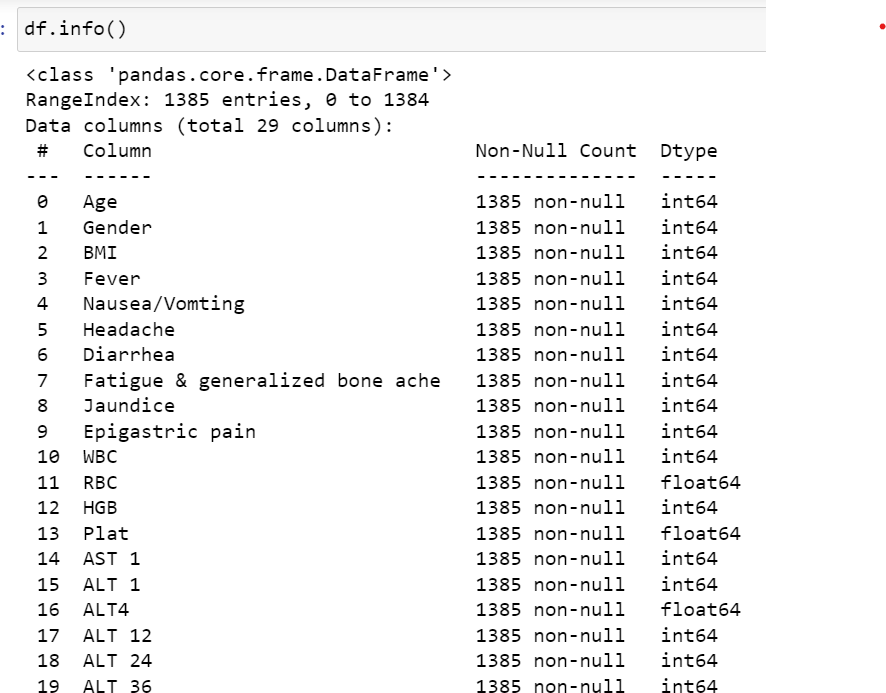 : df.info()
<class 'pandas.core.frame.DataFrame'>
RangeIndex: 1385 entries, 0 to 1384
Data columns (total 29 columns):
 #   Column                            Non-Null Count  Dtype
---  ------                            --------------  -----
 0   Age                               1385 non-null   int64
 1   Gender                            1385 non-null   int64
 2   BMI                               1385 non-null   int64
 3   Fever                             1385 non-null   int64
 4   Nausea/Vomting                    1385 non-null   int64
 5   Headache                          1385 non-null   int64
 6   Diarrhea                          1385 non-null   int64
 7   Fatigue & generalized bone ache   1385 non-null   int64
 8   Jaundice                          1385 non-null   int64
 9   Epigastric pain                   1385 non-null   int64
 10  WBC                               1385 non-null   int64
 11  RBC                               1385 non-null   float64
 12  HGB                               1385 non-null   int64
 13  Plat                              1385 non-null   float64
 14  AST 1                             1385 non-null   int64
 15  ALT 1                             1385 non-null   int64
 16  ALT4                              1385 non-null   float64
 17  ALT 12                            1385 non-null   int64
 18  ALT 24                            1385 non-null   int64
 19  ALT 36                            1385 non-null   int64